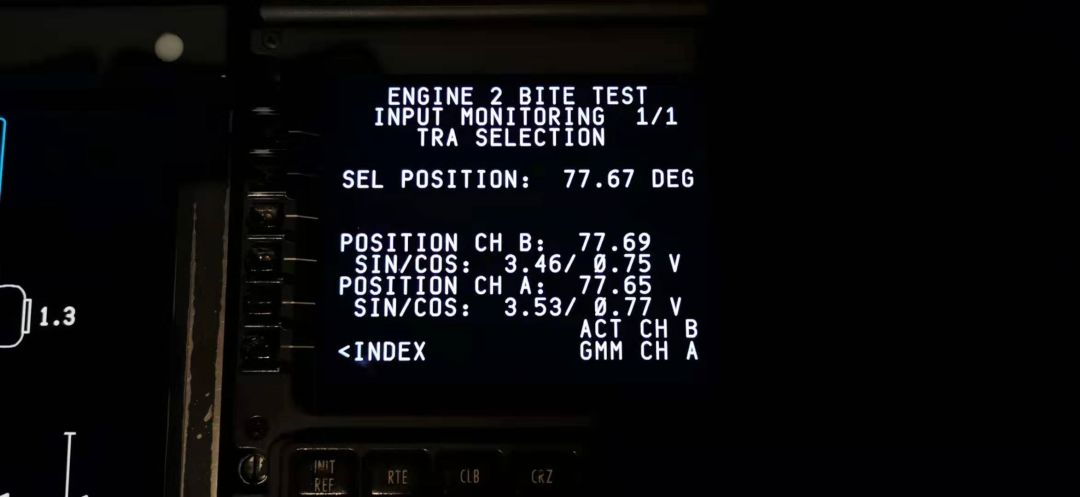 ENGINE 2 BITE TEST
INPUT MONITORING 1/1
TRA SELECTION
SEL POSITION: 77.67 DEG
POSITION CH B: 77.69
SIN/COS: 3.46/ 0.75 V
POSITION CH A: 77.65
SIN/COS: 3.53/ 0.77 V
ACT CH B
<INDEX GMM CH A
1.3
INIT REF
RTE
CLB
CRZ